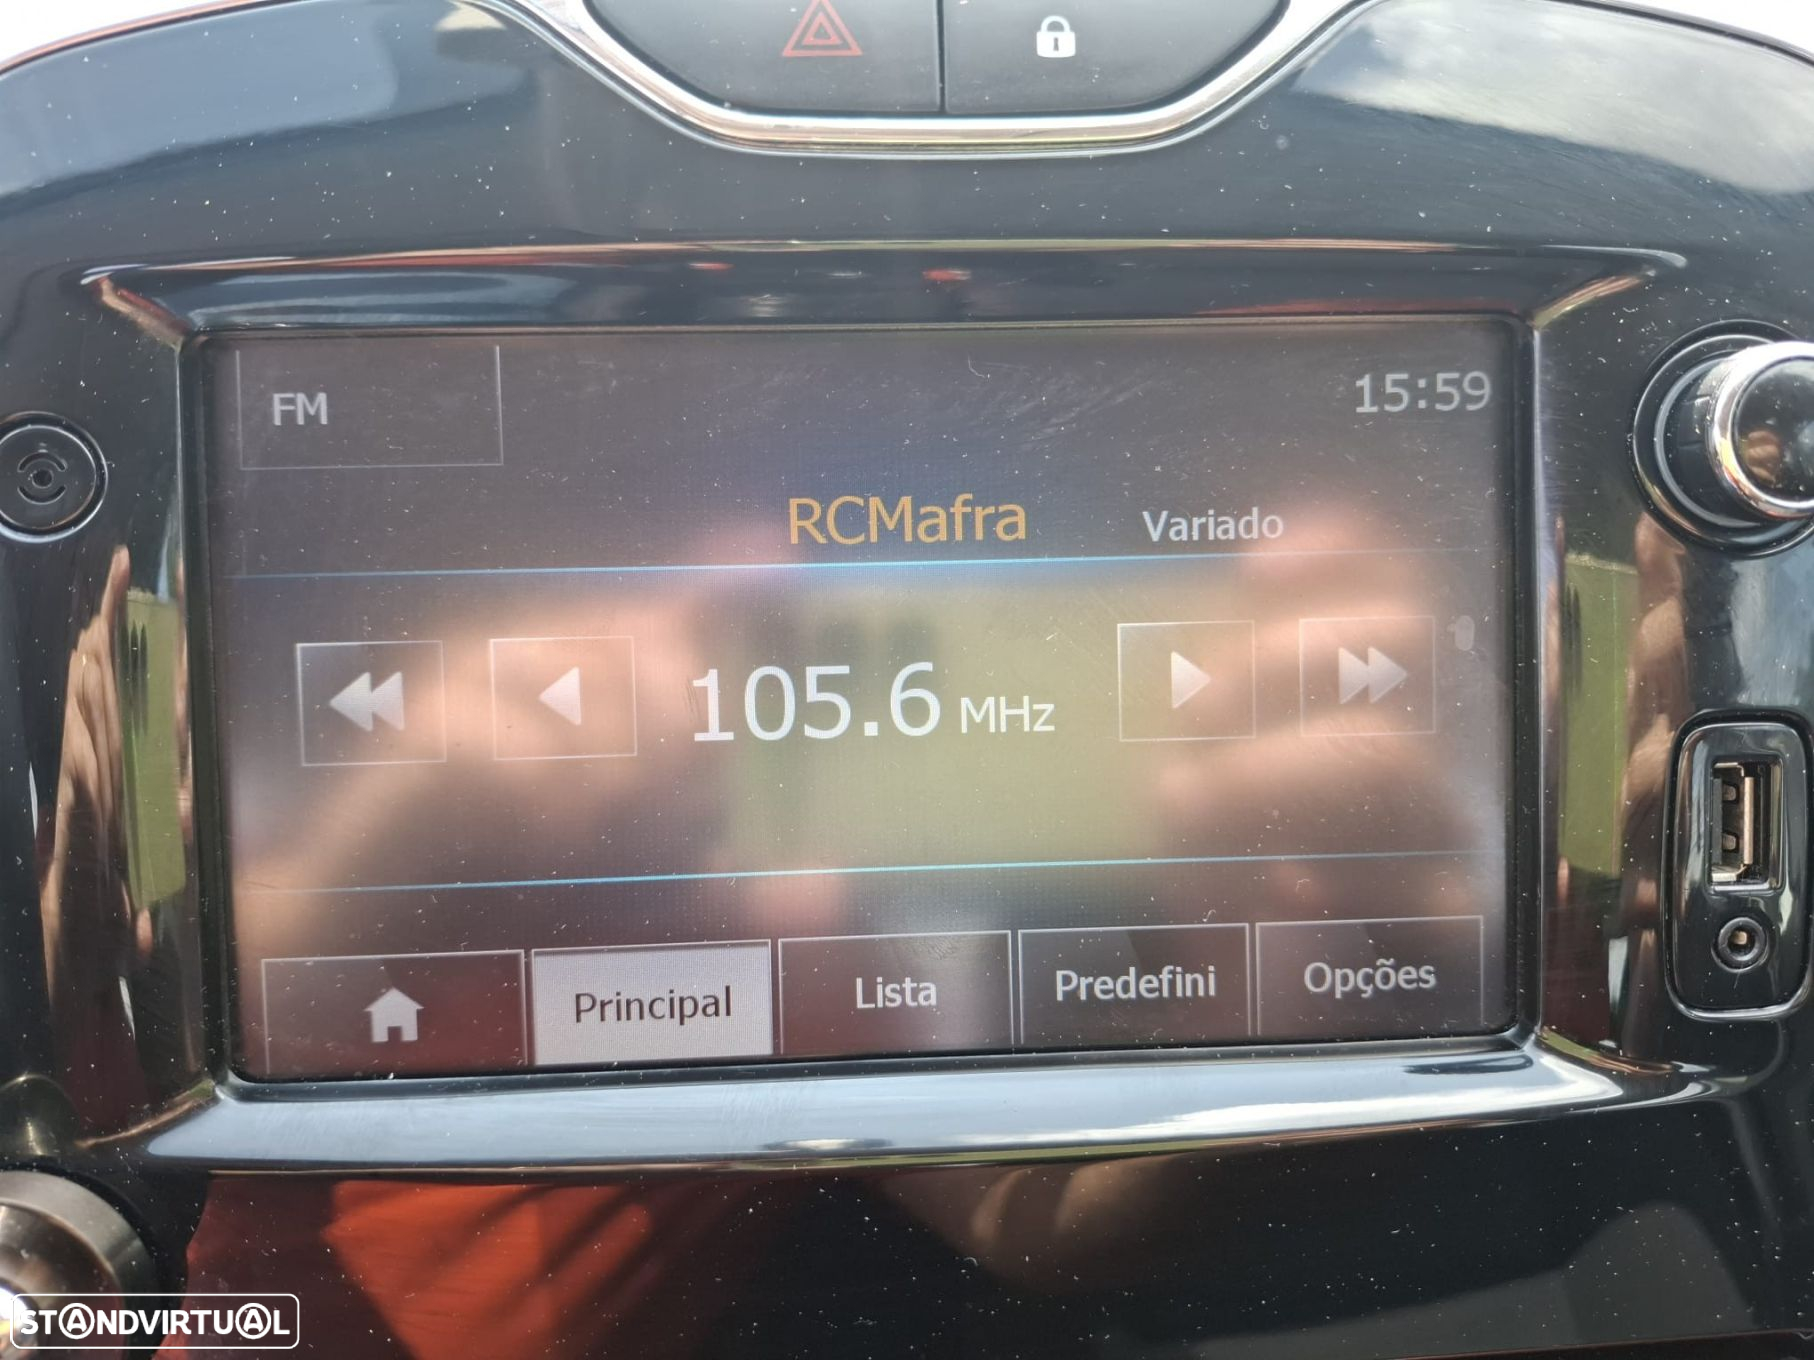 FM
15:59
RCMafra
Variado
105.6 MHz
Principal
Lista
Predefini
Opções
STANDVIRTUAL